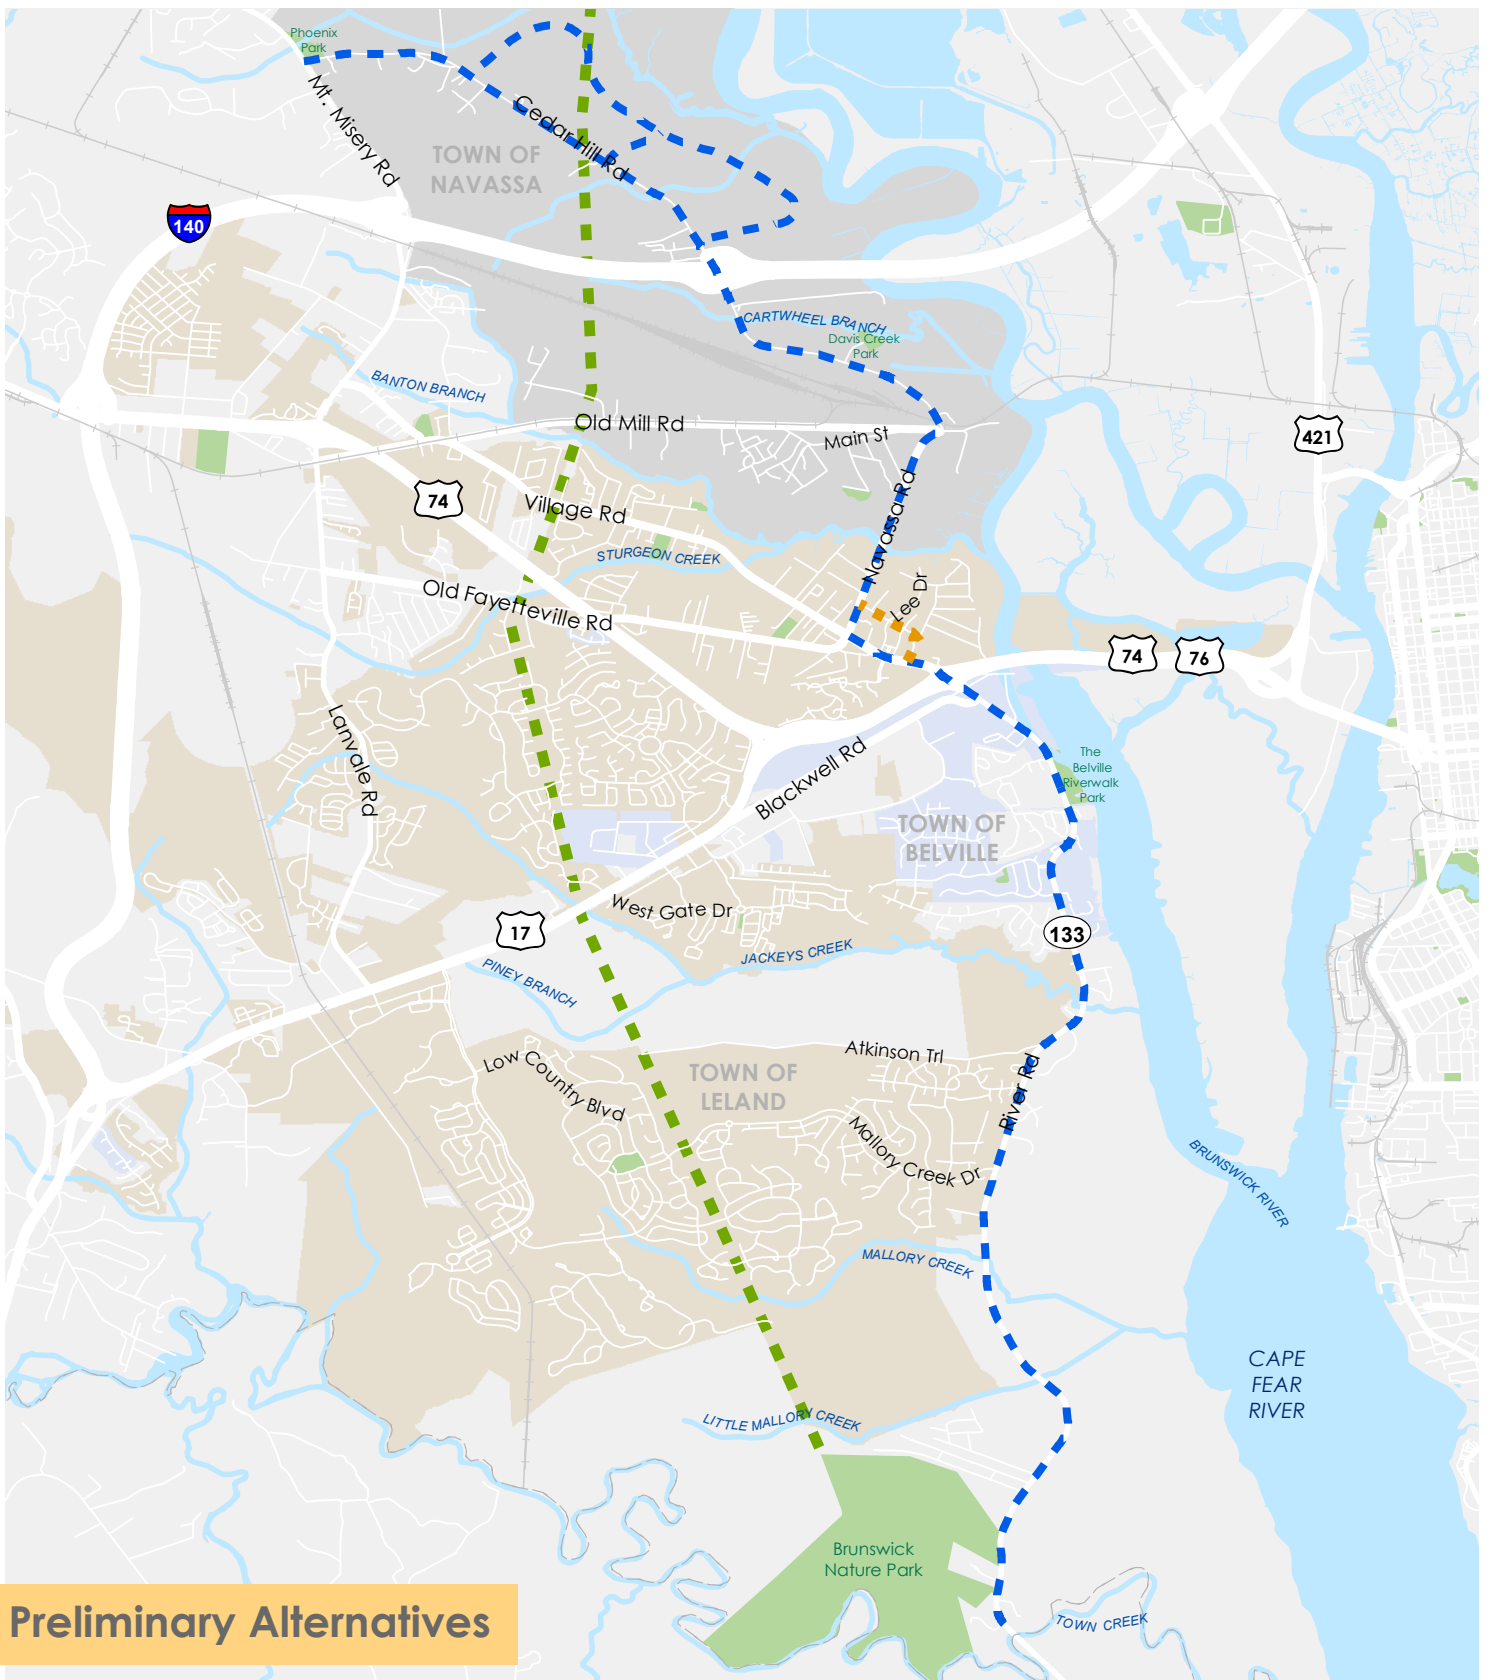 Phoenix
Park
Mt. Misery Rd
Cedar Hill Rd
TOWN OF
NAVASSA
140
CARTWHEEL BRANCH
Davis Creek
Park
BANTON BRANCH
Old Mill Rd
Main St
421
74
Village Rd
Navassa Rd
STURGEON CREEK
Old Fayetteville Rd
Lee Dr
74
76
Lanvale Rd
Blackwell Rd
The
Belville
Riverwalk
Park
TOWN OF
BELVILLE
West Gate Dr
17
133
JACKEYS CREEK
PINEY BRANCH
Atkinson Trl
Low Country Blvd
TOWN OF
LELAND
River Rd
Mallory Creek Dr
BRUNSWICK RIVER
MALLORY CREEK
CAPE
FEAR
RIVER
LITTLE MALLORY CREEK
Brunswick
Nature Park
TOWN CREEK
Preliminary Alternatives